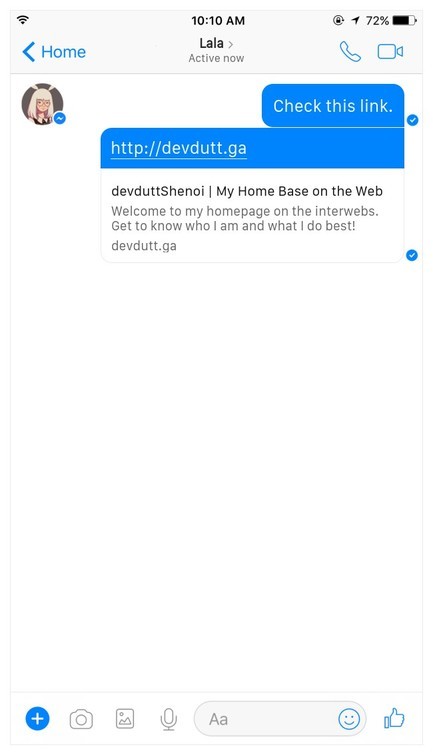 10:10 AM
72%
Home
Lala
Active now
Check this link.
http://devdutt.ga
devduttShenoi | My Home Base on the Web
Welcome to my homepage on the interwebs.
Get to know who I am and what I do best!
devdutt.ga
Aa